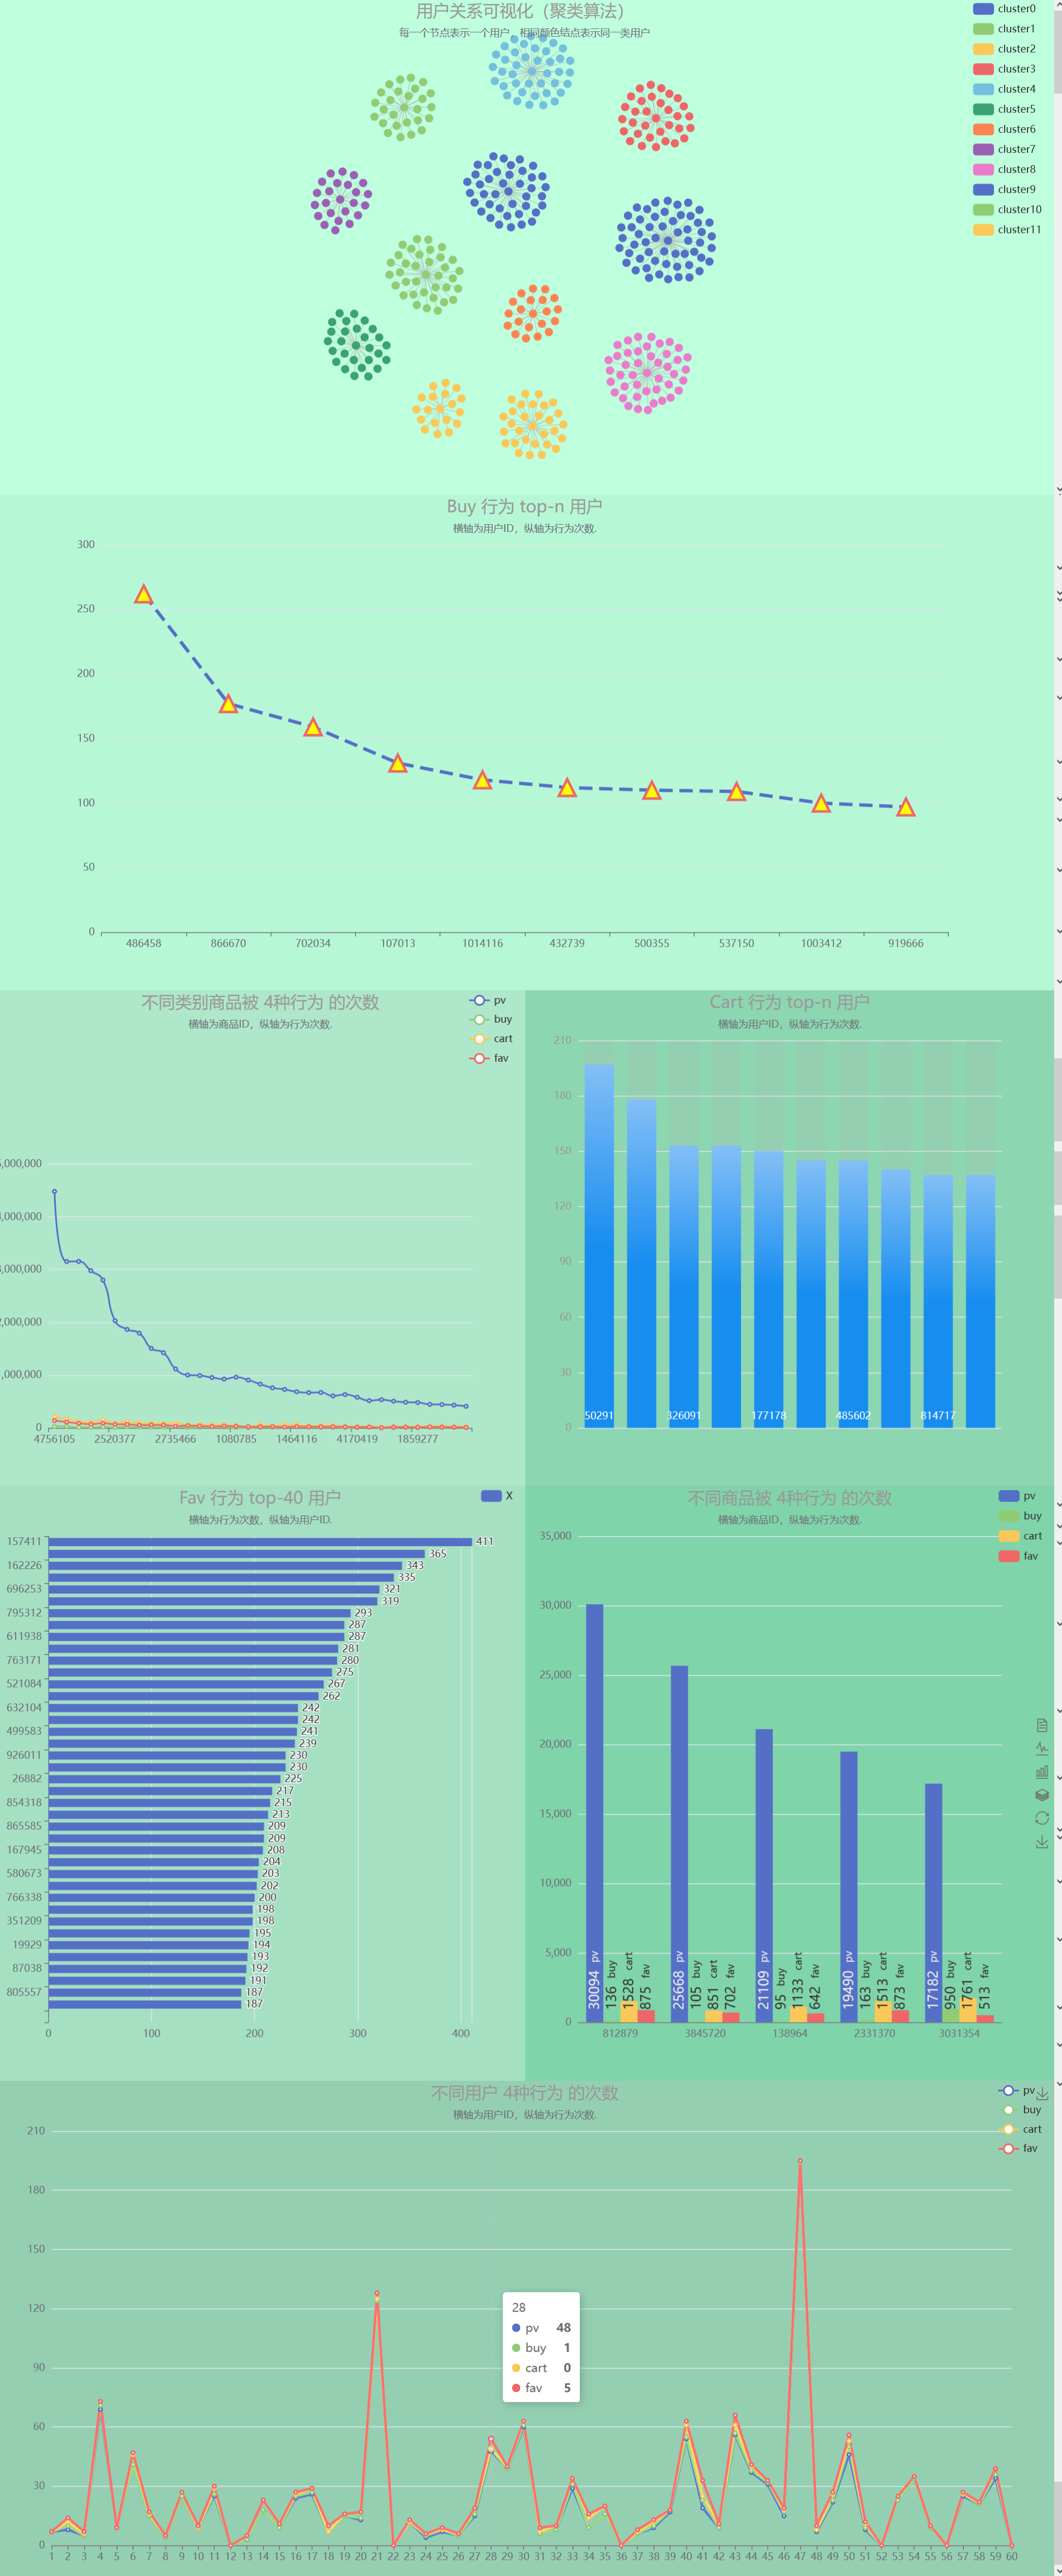 用户关系可视化（聚类算法）
每一个节点表示一个用户，相同颜色结点表示同一类用户
cluster0
cluster1
cluster2
cluster3
cluster4
cluster5
cluster6
cluster7
cluster8
cluster9
cluster10
cluster11
Buy 行为 top-n 用户
横轴为用户ID，纵轴为行为次数.
300
250
200
150
100
50
0
486458 866670 702034 107013 1014116 432739 500355 537150 1003412 919666
不同类别商品被 4种行为 的次数
横轴为商品ID，纵轴为行为次数.
pv
buy
cart
fav
,000,000
,000,000
,000,000
,000,000
,000,000
0
4756105 2520377 2735466 1080785 1464116 4170419 1859277
Cart 行为 top-n 用户
横轴为用户ID，纵轴为行为次数.
210
180
150
120
90
60
30
0
50291 326091 177178 485602 814717
Fav 行为 top-40 用户
横轴为行为次数，纵轴为用户ID.
X
157411 411
365
162226 343
335
696253 321
319
795312 293
287
611938 287
281
763171 280
275
521084 267
262
632104 242
242
499583 241
239
926011 230
230
26882 225
217
854318 215
213
865585 209
209
167945 208
204
580673 203
202
766338 200
198
351209 198
195
19929 194
193
87038 192
191
805557 187
187
0 100 200 300 400
不同商品被 4种行为 的次数
横轴为商品ID，纵轴为行为次数.
pv
buy
cart
fav
35,000
30,000
25,000
20,000
15,000
10,000
5,000
0
30094 pv
136 buy
1528 cart
875 fav
25668 pv
105 buy
851 cart
702 fav
21109 pv
95 buy
1133 cart
642 fav
19490 pv
163 buy
1513 cart
873 fav
17182 pv
950 buy
1761 cart
513 fav
812879 3845720 138964 2331370 3031354
不同用户 4种行为 的次数
横轴为用户ID，纵轴为行为次数.
pv
buy
cart
fav
210
180
150
120
90
60
30
0
28
pv 48
buy 1
cart 0
fav 5
1 2 3 4 5 6 7 8 9 10 11 12 13 14 15 16 17 18 19 20 21 22 23 24 25 26 27 28 29 30 31 32 33 34 35 36 37 38 39 40 41 42 43 44 45 46 47 48 49 50 51 52 53 54 55 56 57 58 59 60